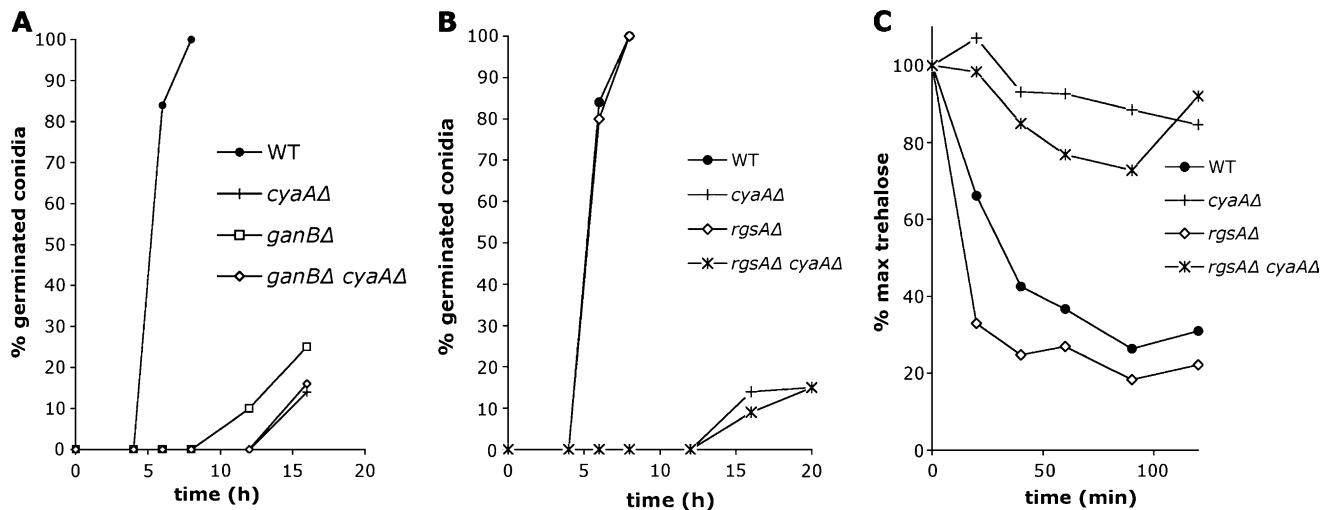 A
% germinated conidia
100
90
80
70
60
50
40
30
20
10
0
0
5
10
15
20
time (h)
WT
cyaAΔ
ganBΔ
ganBΔ cyaAΔ
B
% germinated conidia
100
90
80
70
60
50
40
30
20
10
0
0
5
10
15
20
time (h)
WT
cyaAΔ
rgsAΔ
rgsAΔ cyaAΔ
C
% max trehalose
100
80
60
40
20
0
0
50
100
time (min)
WT
cyaAΔ
rgsAΔ
rgsAΔ cyaAΔ